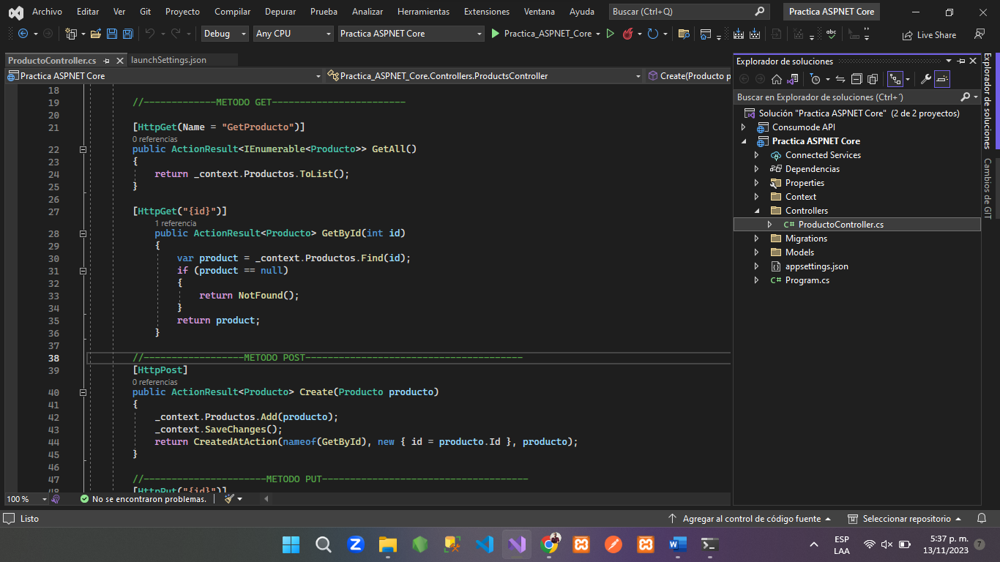 Archivo Editar Ver Git Proyecto Compilar Depurar Prueba Analizar Herramientas Extensiones Ventana Ayuda Buscar (Ctrl+Q) Practica ASPNET Core
Debug Any CPU Practica ASPNET Core Practica_ASPNET_Core Live Share
ProductoController.cs launchSettings.json
Practica ASPNET Core Practica_ASPNET_Core.Controllers.ProductsController Create(Producto p
18
19 //-------------METODO GET------------------------
20
21 [HttpGet(Name = "GetProducto")]
0 referencias
22 public ActionResult<IEnumerable<Producto>> GetAll()
23 {
24 return _context.Productos.ToList();
25 }
26
27 [HttpGet("{id}")]
1 referencia
28 public ActionResult<Producto> GetById(int id)
29 {
30 var product = _context.Productos.Find(id);
31 if (product == null)
32 {
33 return NotFound();
34 }
35 return product;
36 }
37
38 //------------------METODO POST---------------------------------------
39 [HttpPost]
0 referencias
40 public ActionResult<Producto> Create(Producto producto)
41 {
42 _context.Productos.Add(producto);
43 _context.SaveChanges();
44 return CreatedAtAction(nameof(GetById), new { id = producto.Id }, producto);
45 }
46
47 //----------------------METODO PUT-------------------------------------
48 [HttpPut("{id}")]
100 % No se encontraron problemas.
Explorador de soluciones
Buscar en Explorador de soluciones (Ctrl+´)
Solución "Practica ASPNET Core" (2 de 2 proyectos)
Consumode API
Practica ASPNET Core
Connected Services
Dependencias
Properties
Context
Controllers
C# ProductoController.cs
Migrations
Models
appsettings.json
C# Program.cs
Explorador de soluciones
Cambios de GIT
Listo Agregar al control de código fuente Seleccionar repositorio
ESP
LAA
5:37 p. m.
13/11/2023
7